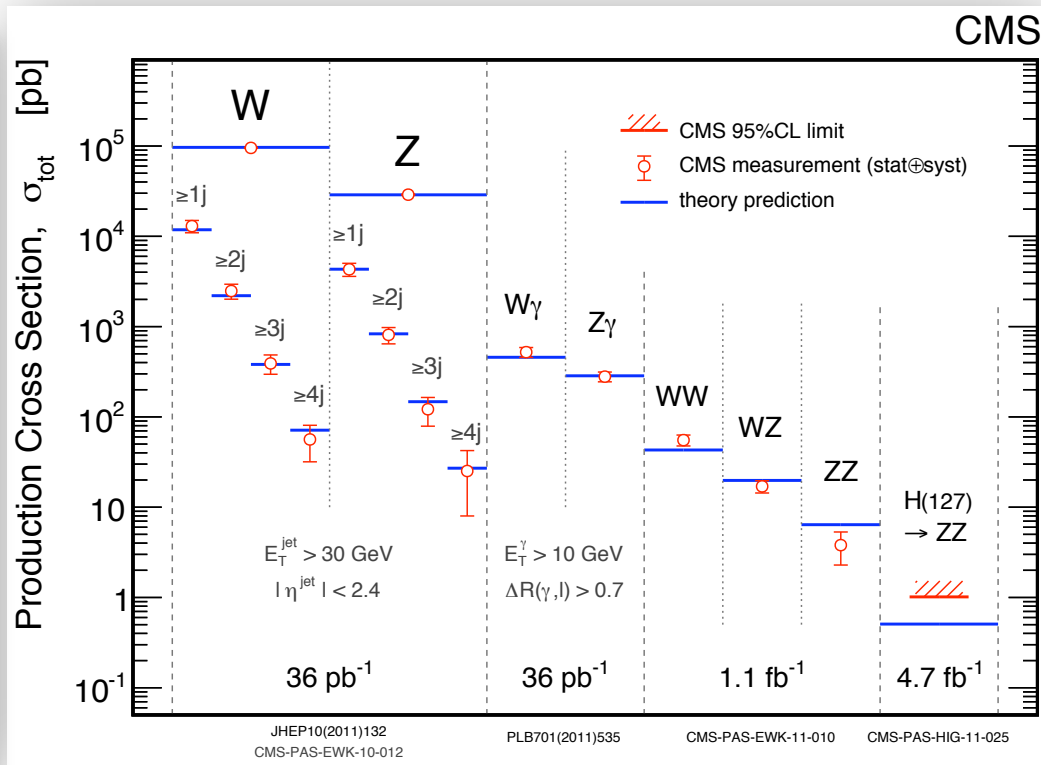 CMS
Production Cross Section, σtot [pb]
10⁵
10⁴
10³
10²
10
1
10⁻¹
W
Z
≥1j
≥2j
≥3j
≥4j
≥1j
≥2j
≥3j
≥4j
CMS 95%CL limit
CMS measurement (stat⊕syst)
theory prediction
Wγ
Zγ
WW
WZ
ZZ
H(127)
→ ZZ
E_T^jet > 30 GeV
| η^jet | < 2.4
E_T^γ > 10 GeV
ΔR(γ,l) > 0.7
36 pb⁻¹
36 pb⁻¹
1.1 fb⁻¹
4.7 fb⁻¹
JHEP10(2011)132
CMS-PAS-EWK-10-012
PLB701(2011)535
CMS-PAS-EWK-11-010
CMS-PAS-HIG-11-025